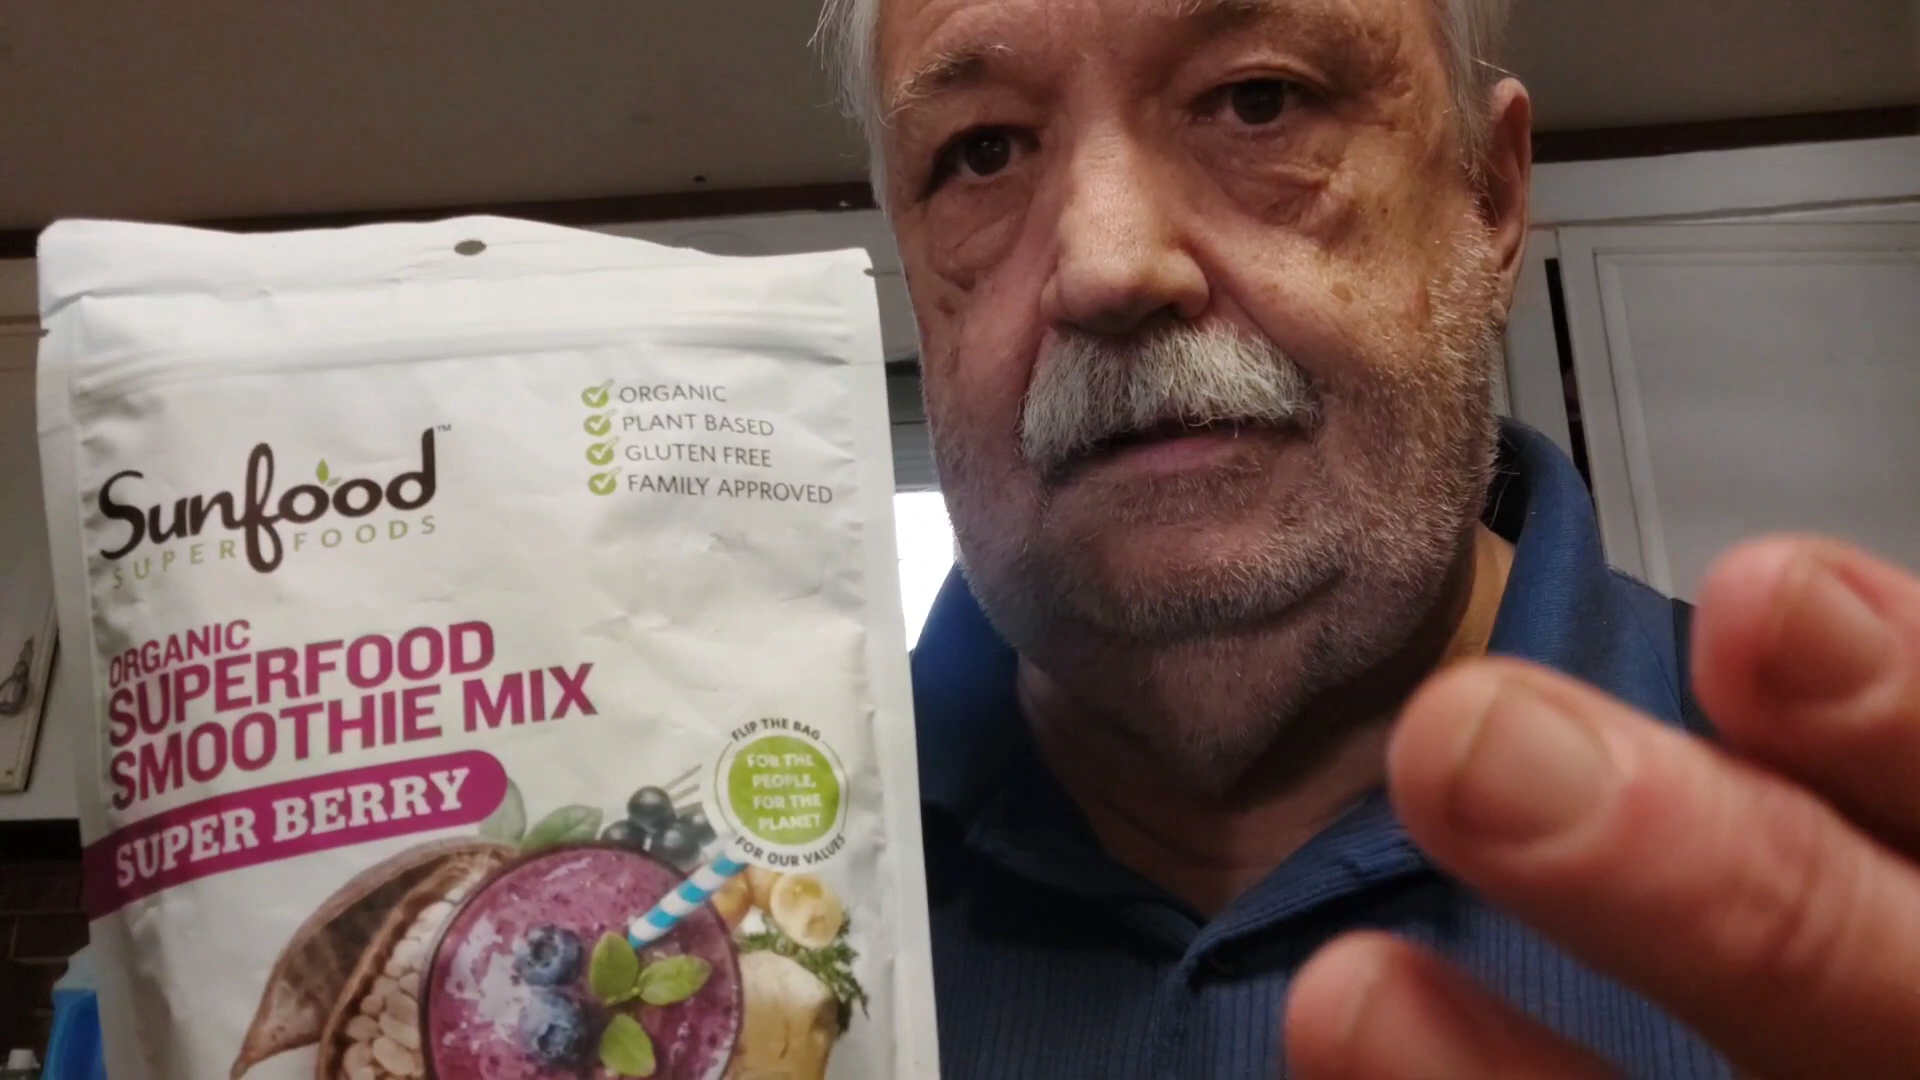 Sunfood™
SUPERFOODS
ORGANIC
PLANT BASED
GLUTEN FREE
FAMILY APPROVED
ORGANIC
SUPERFOOD
SMOOTHIE MIX
SUPER BERRY
FLIP THE BAG
FOR THE
PEOPLE,
FOR THE
PLANET
FOR OUR VALUES